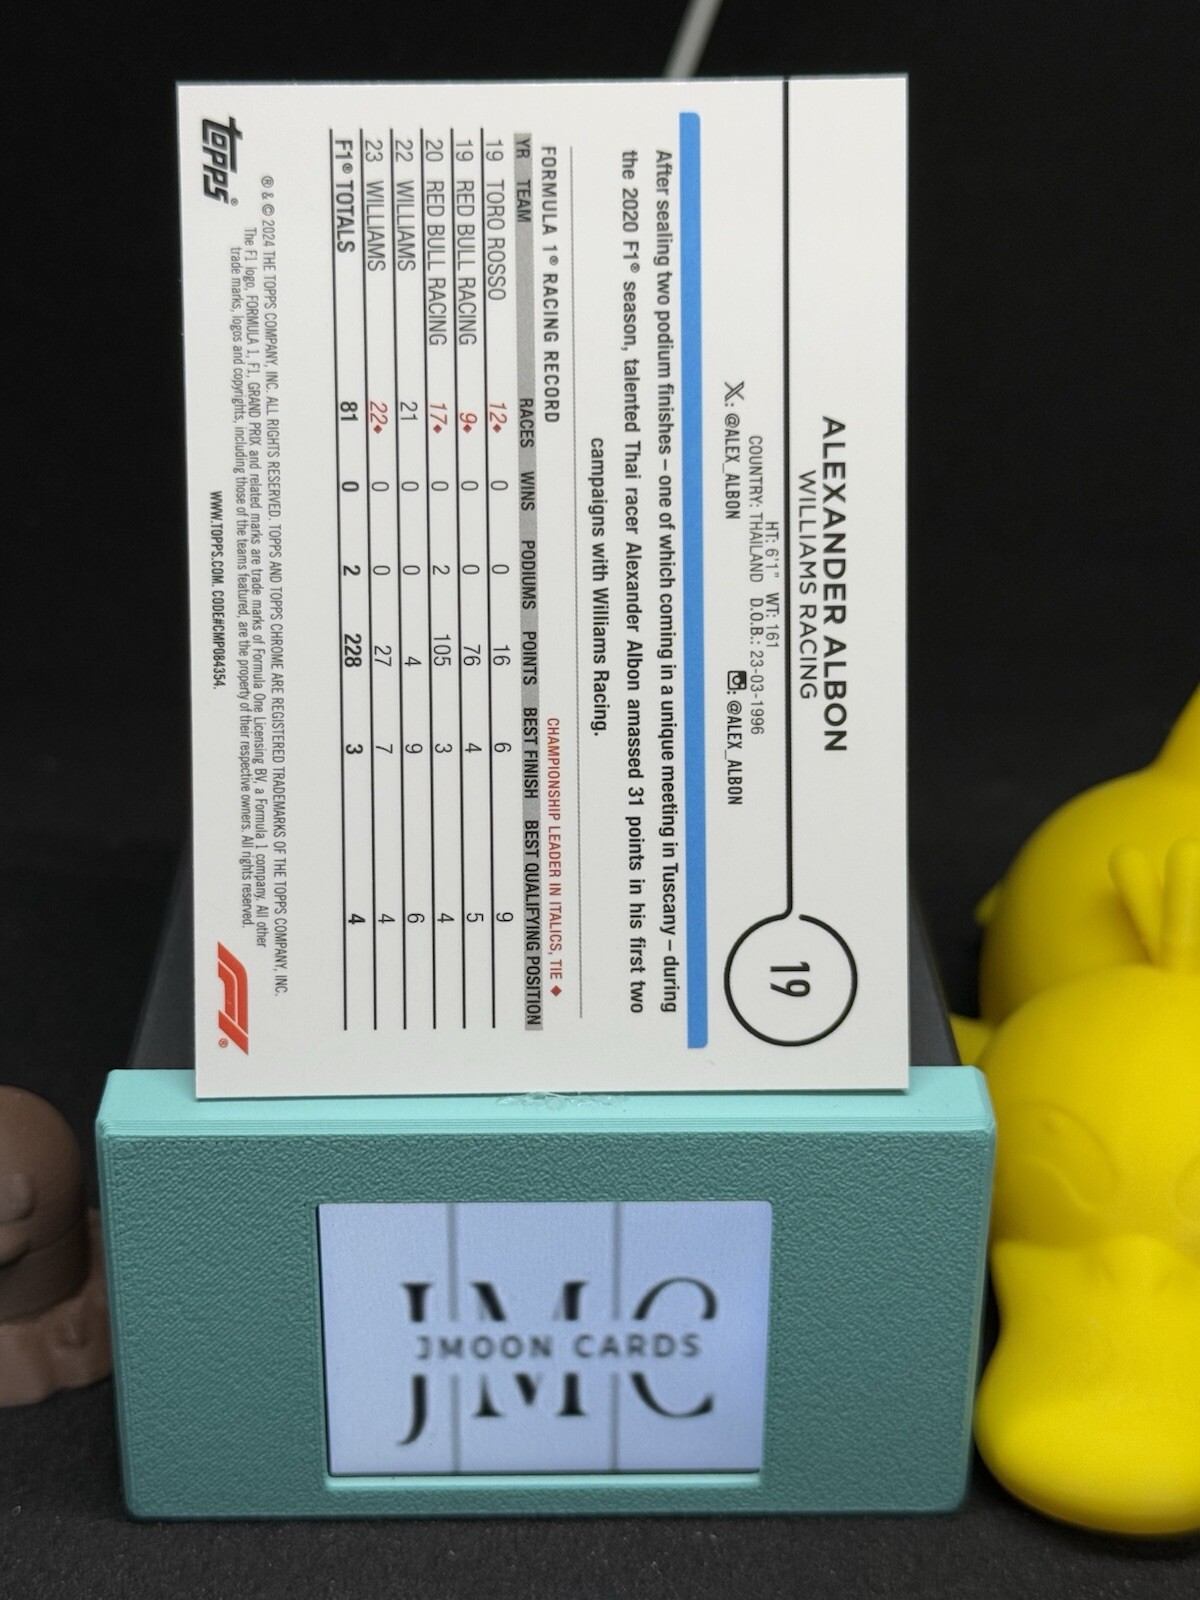 ALEXANDER ALBON
WILLIAMS RACING
19
HT: 6'1" WT: 161
COUNTRY: THAILAND D.O.B.: 23-03-1996
X: @ALEX_ALBON : @ALEX_ALBON
After sealing two podium finishes – one of which coming in a unique meeting in Tuscany – during
the 2020 F1® season, talented Thai racer Alexander Albon amassed 31 points in his first two
campaigns with Williams Racing.
FORMULA 1® RACING RECORD CHAMPIONSHIP LEADER IN ITALICS, TIE ♦
YR TEAM RACES WINS PODIUMS POINTS BEST FINISH BEST QUALIFYING POSITION
19 TORO ROSSO 12♦ 0 0 16 6 9
19 RED BULL RACING 9♦ 0 0 76 4 5
20 RED BULL RACING 17♦ 0 2 105 3 4
22 WILLIAMS 21 0 0 4 9 6
23 WILLIAMS 22♦ 0 0 27 7 4
F1® TOTALS 81 0 2 228 3 4
® & © 2024 THE TOPPS COMPANY, INC. ALL RIGHTS RESERVED. TOPPS AND TOPPS CHROME ARE REGISTERED TRADEMARKS OF THE TOPPS COMPANY, INC.
The F1 logo, FORMULA 1, F1, GRAND PRIX and related marks are trade marks of Formula One Licensing BV, a Formula 1 company. All other
trade marks, logos and copyrights, including those of the teams featured, are the property of their respective owners. All rights reserved.
WWW.TOPPS.COM. CODE#CMP084354.
TOPPS®
F1®
JMC
JMOON CARDS